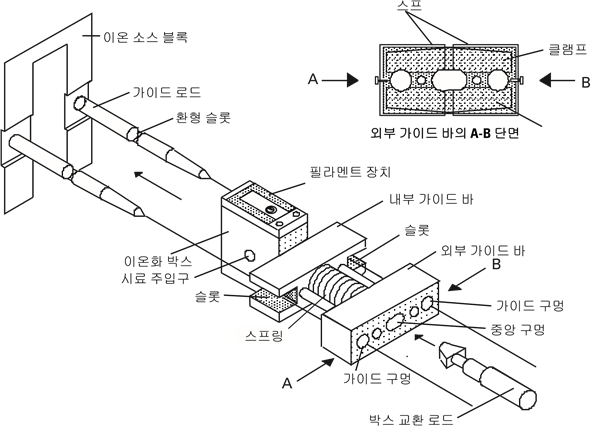 스프
이온 소스 블록
클램프
A
B
가이드 로드
환형 슬롯
외부 가이드 바의 A-B 단면
필라멘트 장치
내부 가이드 바
슬롯
외부 가이드 바
B
이온화 박스
시료 주입구
슬롯
가이드 구멍
중앙 구멍
스프링
A
가이드 구멍
박스 교환 로드